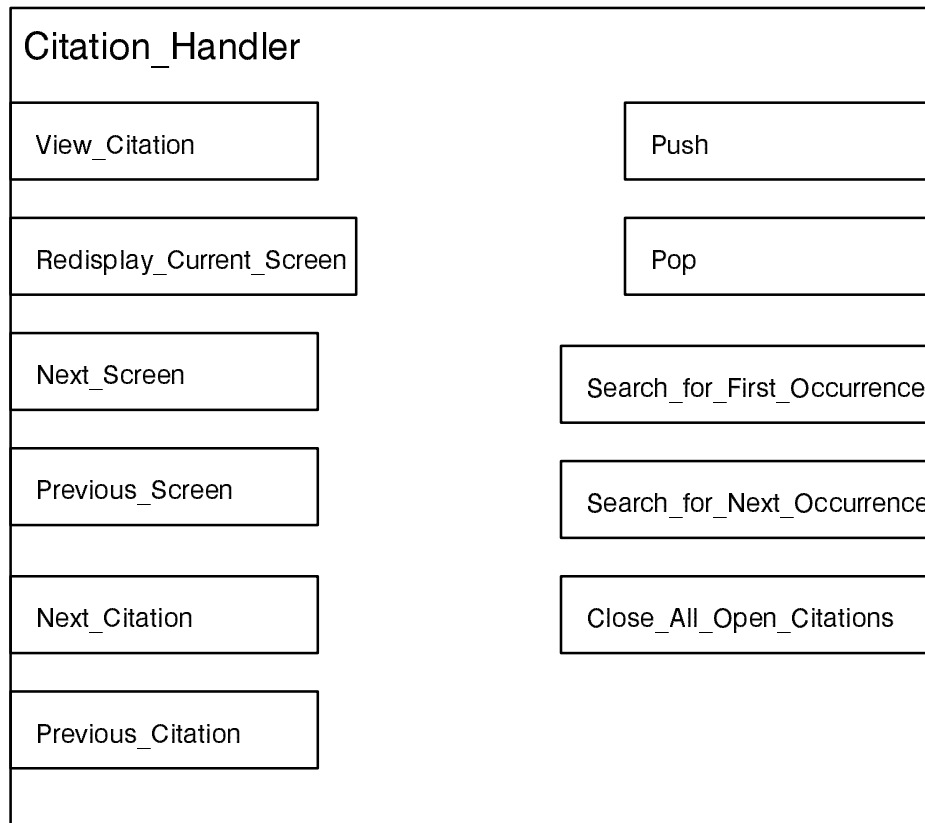 Citation_Handler
View_Citation
Redisplay_Current_Screen
Next_Screen
Previous_Screen
Next_Citation
Previous_Citation
Push
Pop
Search_for_First_Occurrence
Search_for_Next_Occurrence
Close_All_Open_Citations